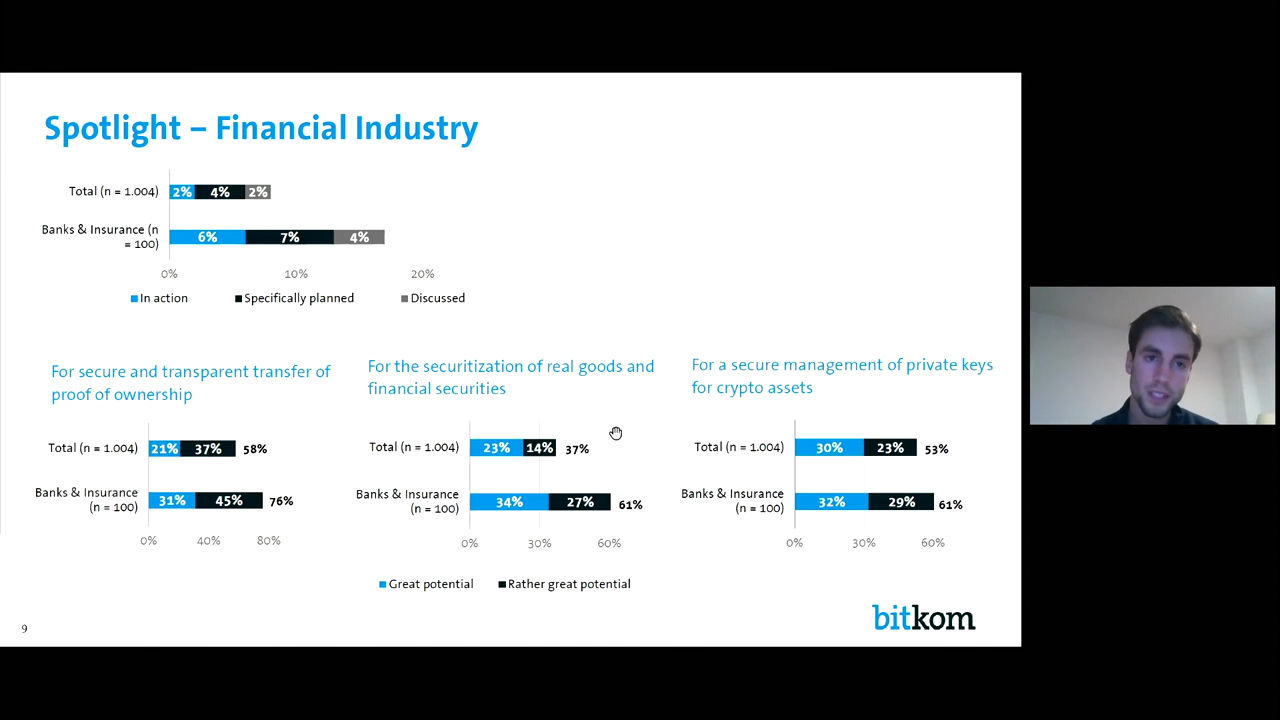 Spotlight – Financial Industry
Total (n = 1.004)
2% 4% 2%
Banks & Insurance (n
= 100)
6% 7% 4%
0% 10% 20%
In action Specifically planned Discussed
For secure and transparent transfer of
proof of ownership
Total (n = 1.004)
21% 37% 58%
Banks & Insurance
(n = 100)
31% 45% 76%
0% 40% 80%
For the securitization of real goods and
financial securities
Total (n = 1.004)
23% 14% 37%
Banks & Insurance
(n = 100)
34% 27% 61%
0% 30% 60%
For a secure management of private keys
for crypto assets
Total (n = 1.004)
30% 23% 53%
Banks & Insurance
(n = 100)
32% 29% 61%
0% 30% 60%
Great potential Rather great potential
9
bitkom